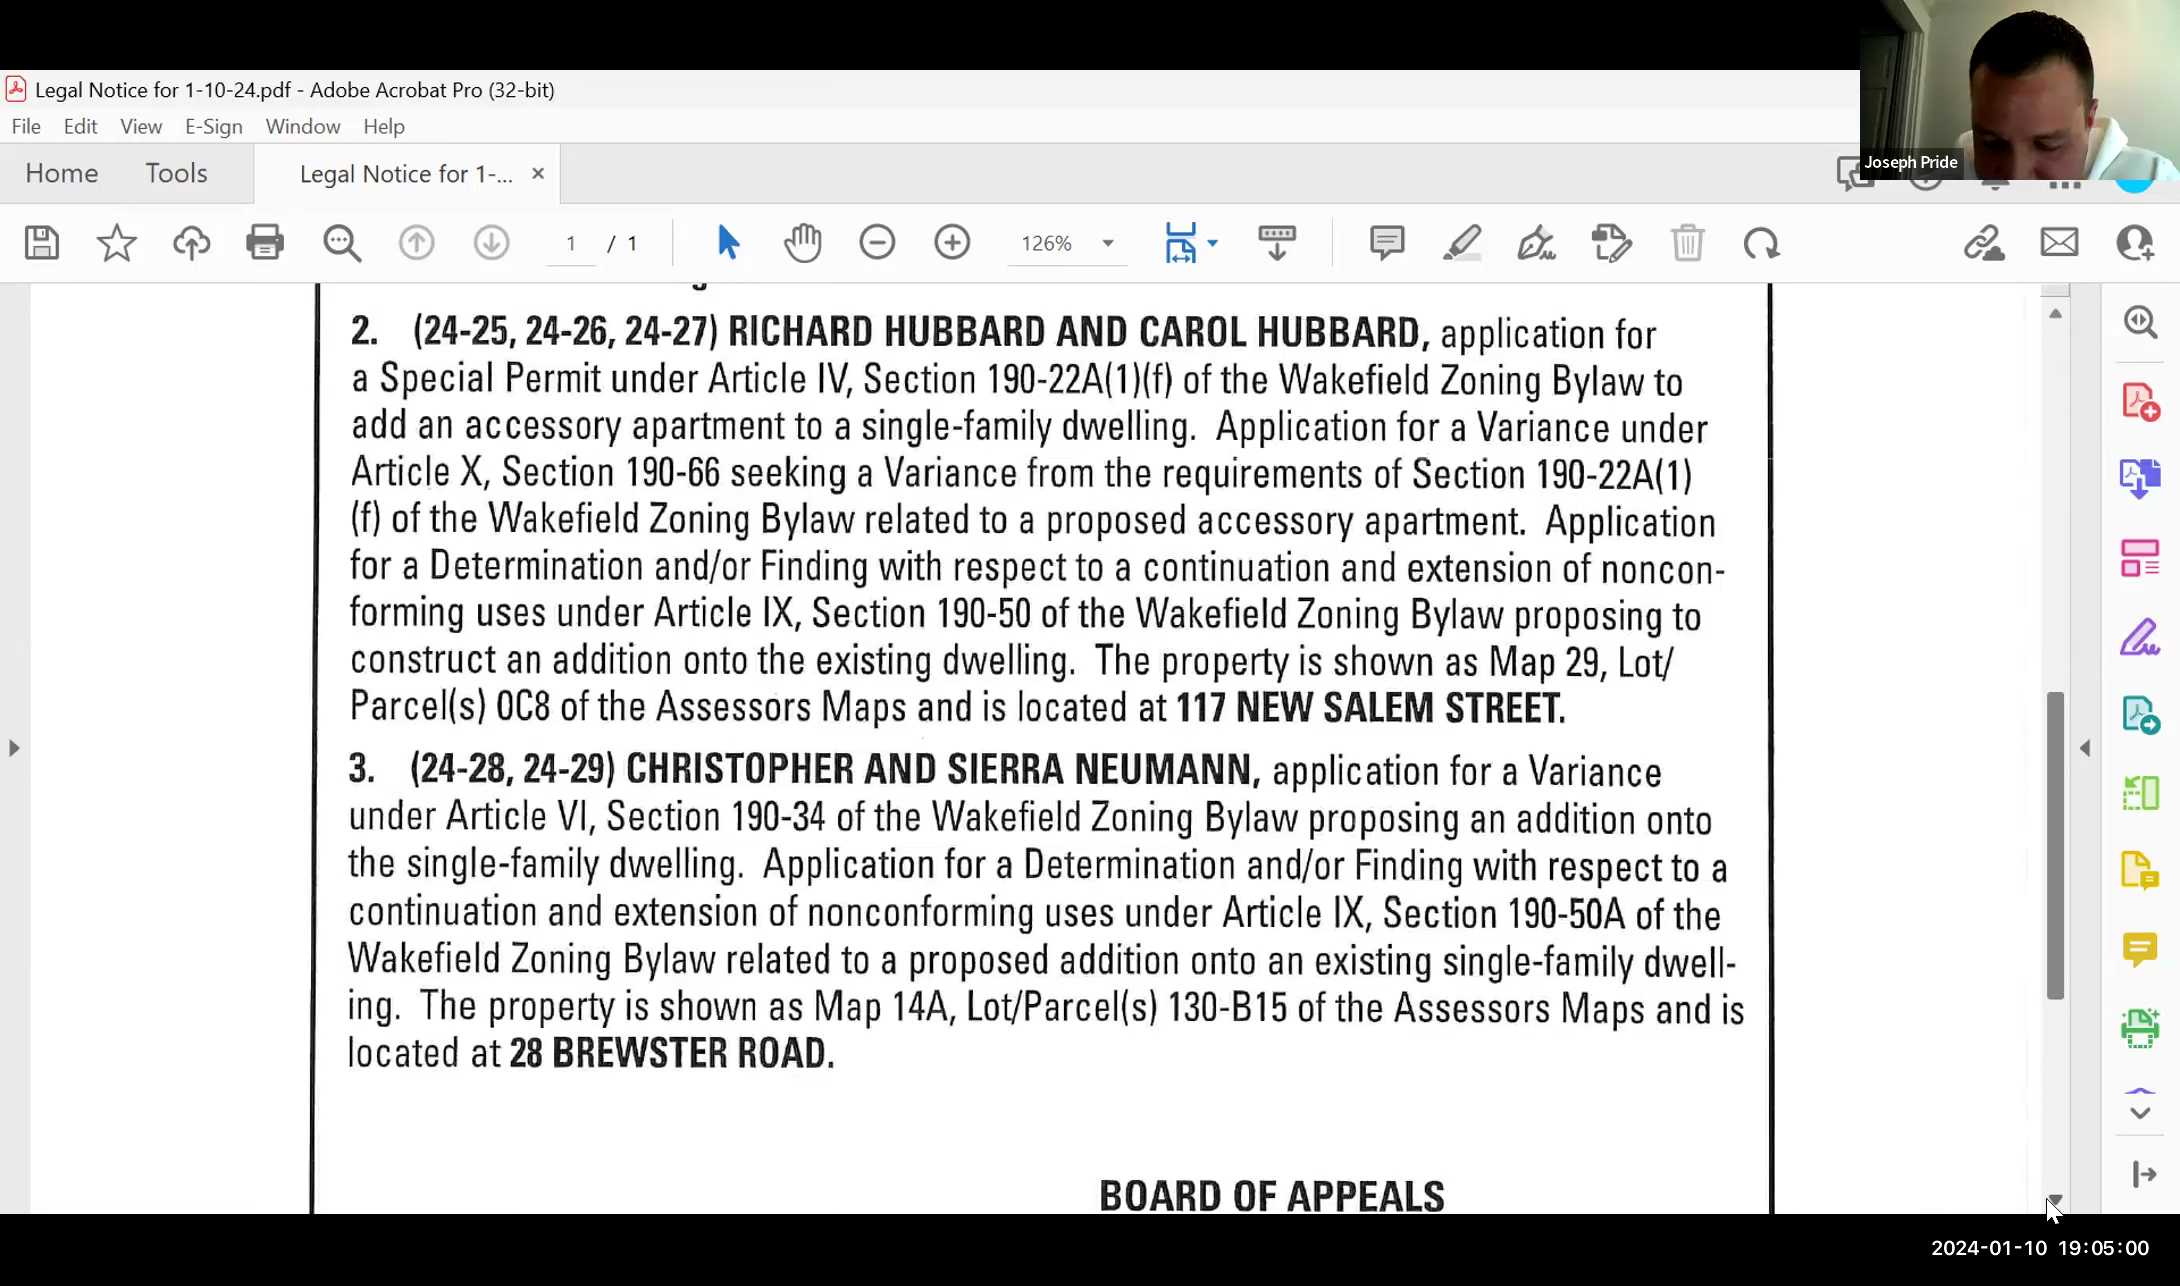 Legal Notice for 1-10-24.pdf - Adobe Acrobat Pro (32-bit)
File Edit View E-Sign Window Help
Home Tools Legal Notice for 1-... ×
Joseph Pride
1 / 1 126%
2. (24-25, 24-26, 24-27) RICHARD HUBBARD AND CAROL HUBBARD, application for
a Special Permit under Article IV, Section 190-22A(1)(f) of the Wakefield Zoning Bylaw to
add an accessory apartment to a single-family dwelling. Application for a Variance under
Article X, Section 190-66 seeking a Variance from the requirements of Section 190-22A(1)
(f) of the Wakefield Zoning Bylaw related to a proposed accessory apartment. Application
for a Determination and/or Finding with respect to a continuation and extension of noncon-
forming uses under Article IX, Section 190-50 of the Wakefield Zoning Bylaw proposing to
construct an addition onto the existing dwelling. The property is shown as Map 29, Lot/
Parcel(s) 0C8 of the Assessors Maps and is located at 117 NEW SALEM STREET.
3. (24-28, 24-29) CHRISTOPHER AND SIERRA NEUMANN, application for a Variance
under Article VI, Section 190-34 of the Wakefield Zoning Bylaw proposing an addition onto
the single-family dwelling. Application for a Determination and/or Finding with respect to a
continuation and extension of nonconforming uses under Article IX, Section 190-50A of the
Wakefield Zoning Bylaw related to a proposed addition onto an existing single-family dwell-
ing. The property is shown as Map 14A, Lot/Parcel(s) 130-B15 of the Assessors Maps and is
located at 28 BREWSTER ROAD.
BOARD OF APPEALS
2024-01-10 19:05:00